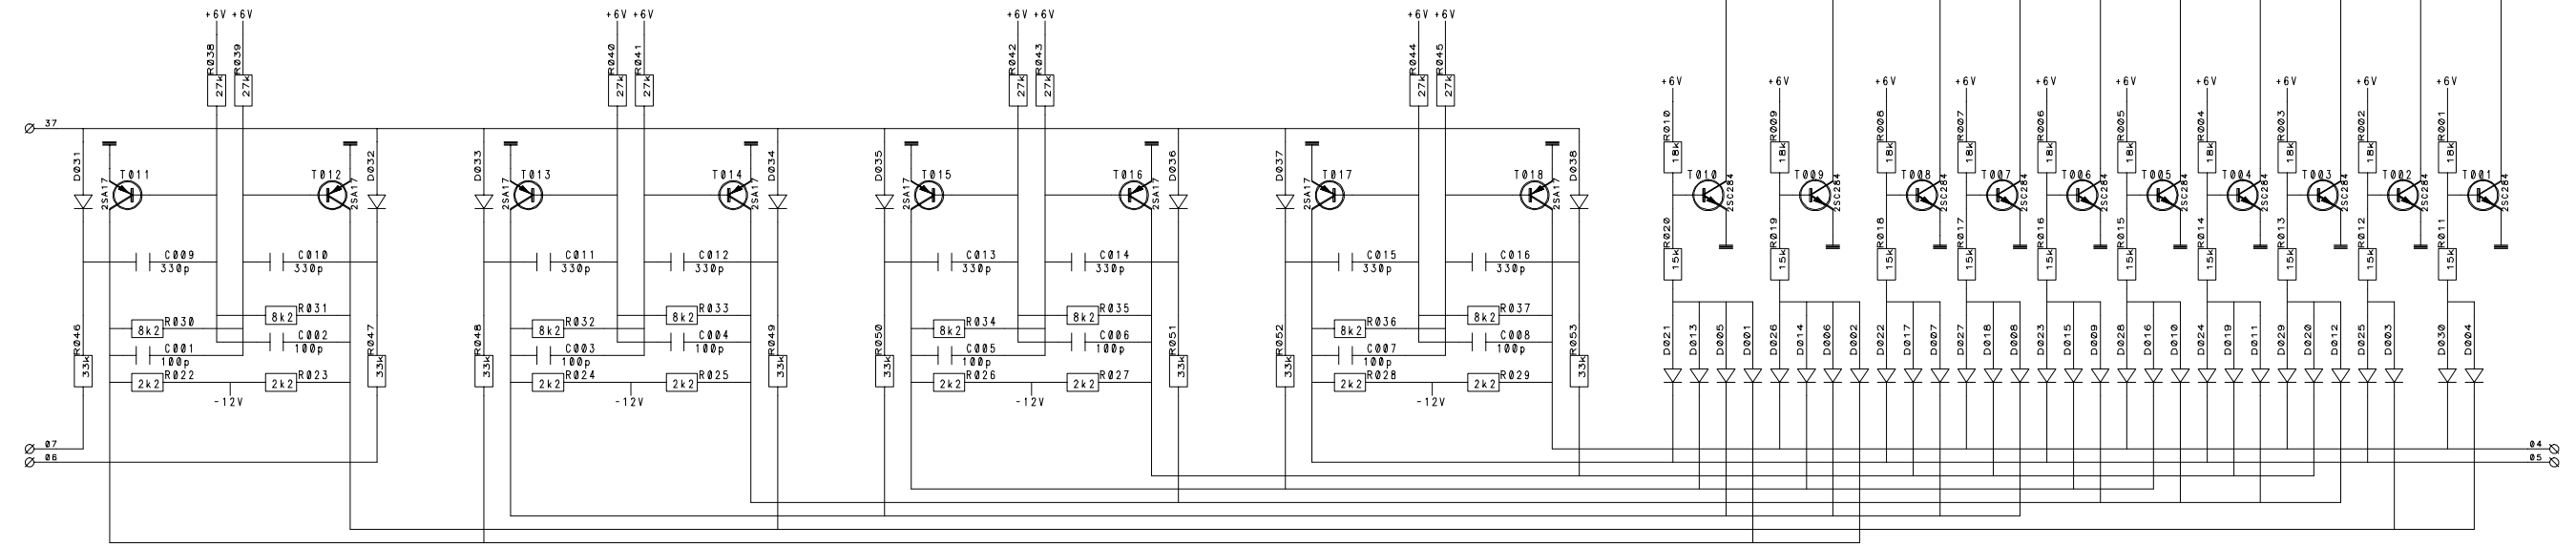 +6V +6V +6V +6V +6V +6V +6V +6V
R038 R039 R040 R041 R042 R043 R044 R045
27k 27k 27k 27k 27k 27k 27k 27k
+6V +6V +6V +6V +6V +6V +6V +6V +6V +6V
R010 R009 R008 R007 R006 R005 R004 R003 R002 R001
18k 18k 18k 18k 18k 18k 18k 18k 18k 18k
37
D031 T011 T012 D032 D033 T013 T014 D034 D035 T015 T016 D036 D037 T017 T018 D038
2SA17 2SA17 2SA17 2SA17 2SA17 2SA17 2SA17 2SA17
T010 T009 T008 T007 T006 T005 T004 T003 T002 T001
2SC284 2SC284 2SC284 2SC284 2SC284 2SC284 2SC284 2SC284 2SC284 2SC284
R020 R019 R018 R017 R016 R015 R014 R013 R012 R011
15k 15k 15k 15k 15k 15k 15k 15k 15k 15k
C009 C010 C011 C012 C013 C014 C015 C016
330p 330p 330p 330p 330p 330p 330p 330p
R031 R033 R035 R037
8k2 8k2 8k2 8k2
R030 R032 R034 R036
8k2 8k2 8k2 8k2
C002 C004 C006 C008
100p 100p 100p 100p
C001 C003 C005 C007
100p 100p 100p 100p
R046 R047 R048 R049 R050 R051 R052 R053
33k 33k 33k 33k 33k 33k 33k 33k
R022 R023 R024 R025 R026 R027 R028 R029
2k2 2k2 2k2 2k2 2k2 2k2 2k2 2k2
-12V -12V -12V -12V
D021 D013 D005 D001 D026 D014 D006 D002 D022 D017 D007 D027 D018 D008 D023 D015 D009 D028 D016 D010 D024 D019 D011 D029 D020 D012 D025 D003 D030 D004
07 04
06 05